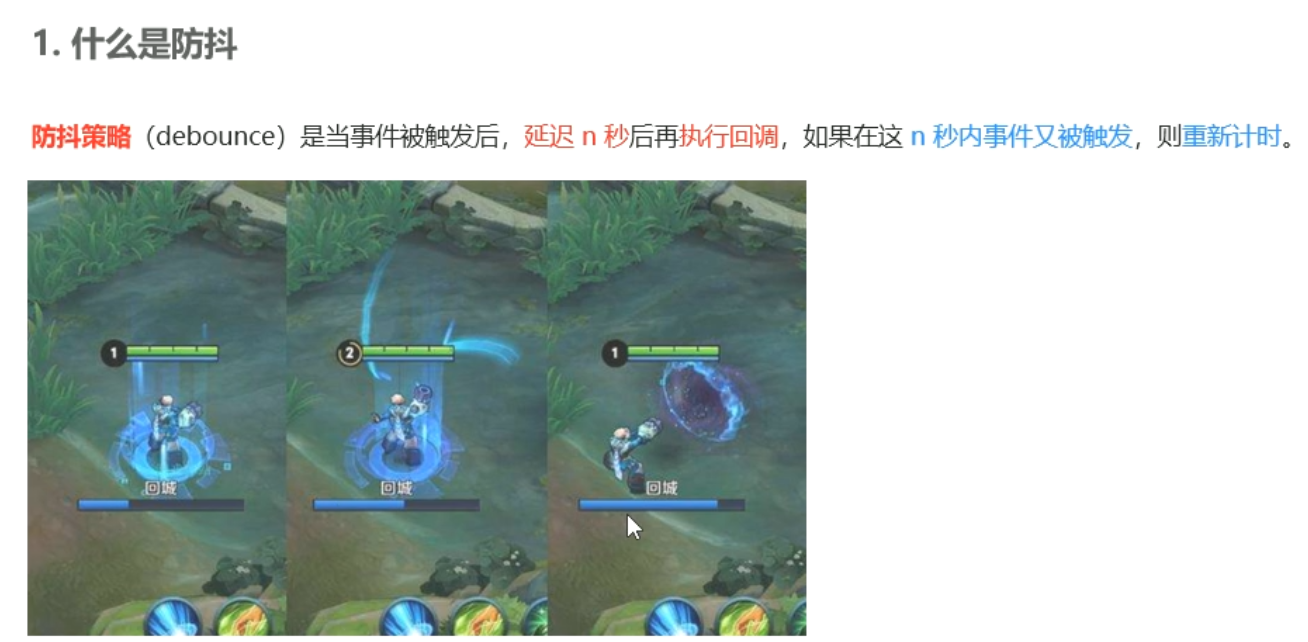 1. 什么是防抖
防抖策略（debounce）是当事件被触发后，延迟 n 秒后再执行回调，如果在这 n 秒内事件又被触发，则重新计时。
1
2
1
回城
回城
回城